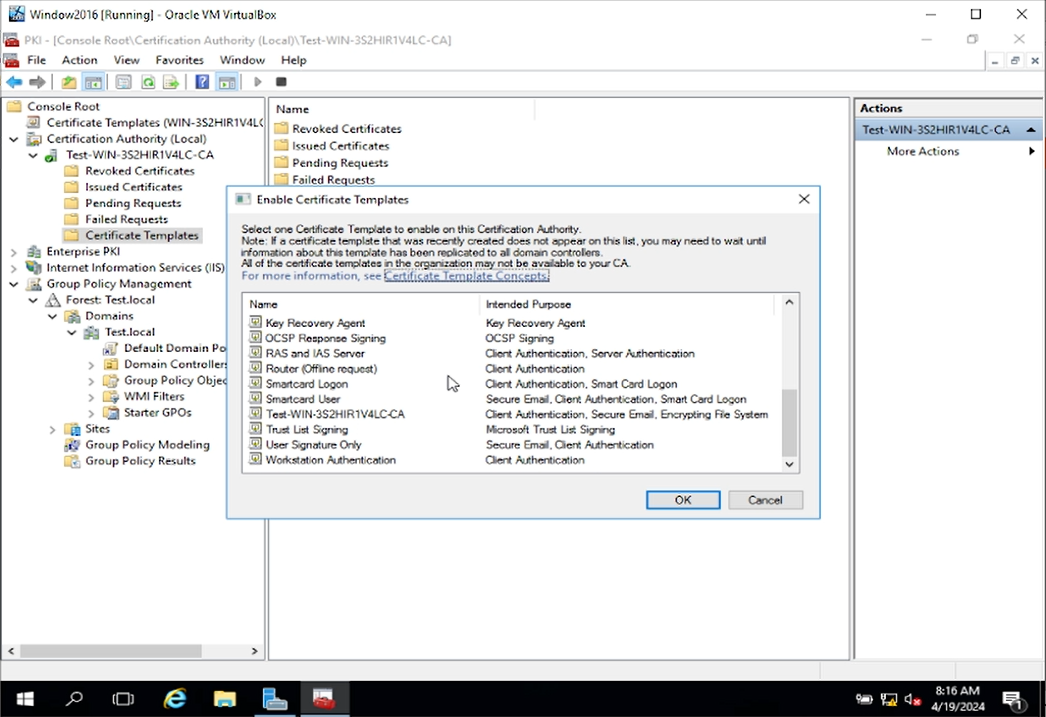 Window2016 [Running] - Oracle VM VirtualBox
PKI - [Console Root\Certification Authority (Local)\Test-WIN-3S2HIR1V4LC-CA]
File Action View Favorites Window Help
Console Root
Certificate Templates (WIN-3S2HIR1V4LC
Certification Authority (Local)
Test-WIN-3S2HIR1V4LC-CA
Revoked Certificates
Issued Certificates
Pending Requests
Failed Requests
Certificate Templates
Enterprise PKI
Internet Information Services (IIS)
Group Policy Management
Forest: Test.local
Domains
Test.local
Default Domain Po
Domain Controllers
Group Policy Objec
WMI Filters
Starter GPOs
Sites
Group Policy Modeling
Group Policy Results
Name
Revoked Certificates
Issued Certificates
Pending Requests
Failed Requests
Enable Certificate Templates
Select one Certificate Template to enable on this Certification Authority.
Note: If a certificate template that was recently created does not appear on this list, you may need to wait until
information about this template has been replicated to all domain controllers.
All of the certificate templates in the organization may not be available to your CA.
For more information, see Certificate Template Concepts.
Name Intended Purpose
Key Recovery Agent Key Recovery Agent
OCSP Response Signing OCSP Signing
RAS and IAS Server Client Authentication, Server Authentication
Router (Offline request) Client Authentication
Smartcard Logon Client Authentication, Smart Card Logon
Smartcard User Secure Email, Client Authentication, Smart Card Logon
Test-WIN-3S2HIR1V4LC-CA Client Authentication, Secure Email, Encrypting File System
Trust List Signing Microsoft Trust List Signing
User Signature Only Secure Email, Client Authentication
Workstation Authentication Client Authentication
OK Cancel
Actions
Test-WIN-3S2HIR1V4LC-CA
More Actions
8:16 AM
4/19/2024
1